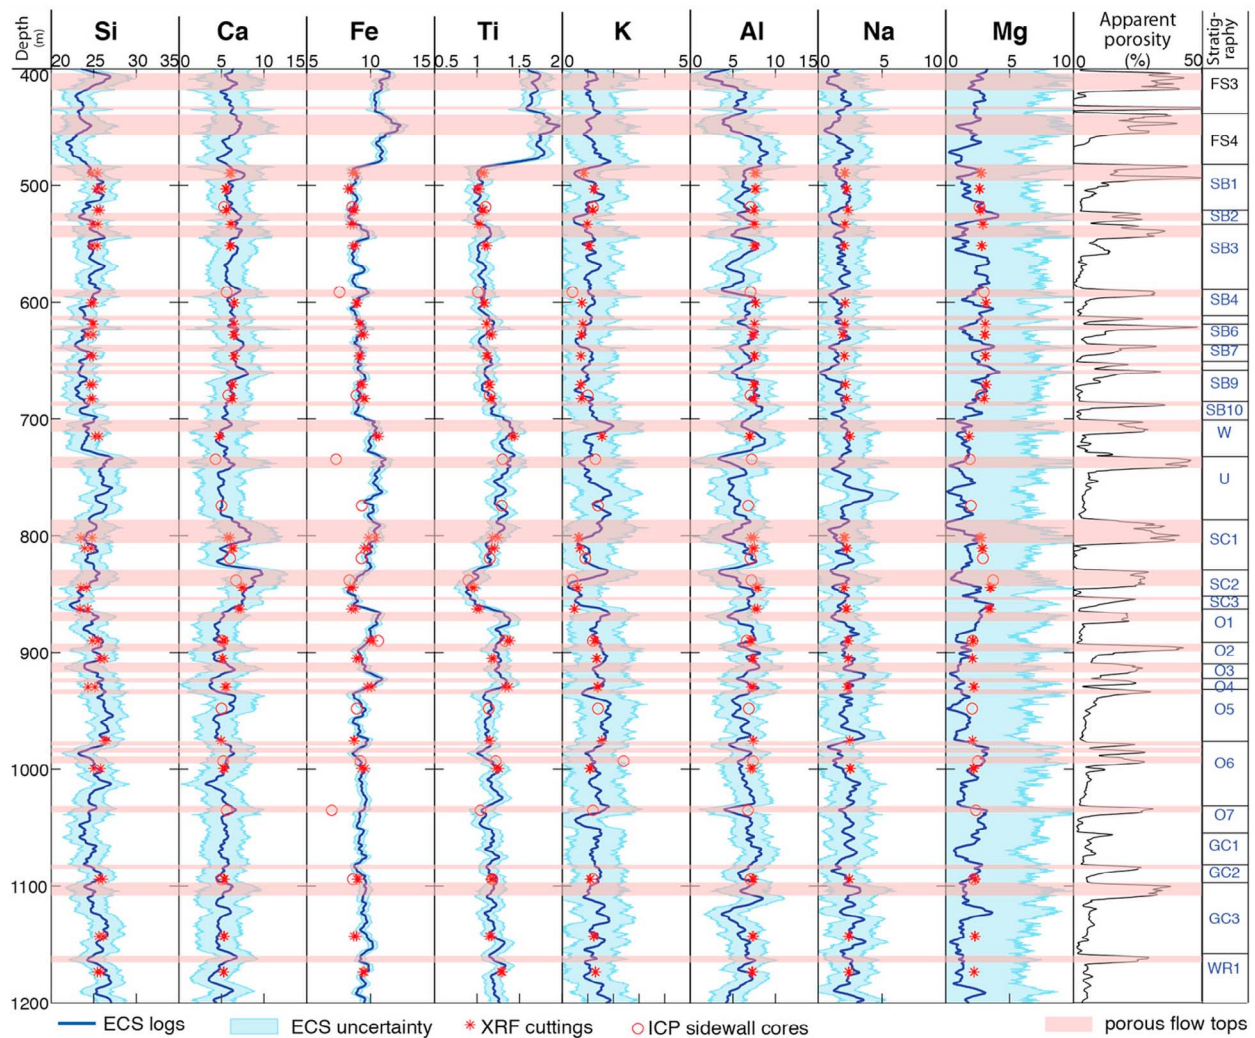 Depth (m)
Si
Ca
Fe
Ti
K
Al
Na
Mg
Apparent porosity (%)
Stratig-raphy
20 25 30 35
0 5 10 15
5 10 15
0.5 1 1.5 2
0 5
0 5 10 15
0 5 10
0 5 10
0 50
400
FS3
FS4
500
SB1
SB2
SB3
600
SB4
SB6
SB7
SB9
700
SB10
W
U
800
SC1
SC2
SC3
O1
900
O2
O3
O4
O5
1000
O6
O7
GC1
1100
GC2
GC3
WR1
1200
ECS logs
ECS uncertainty
XRF cuttings
ICP sidewall cores
porous flow tops